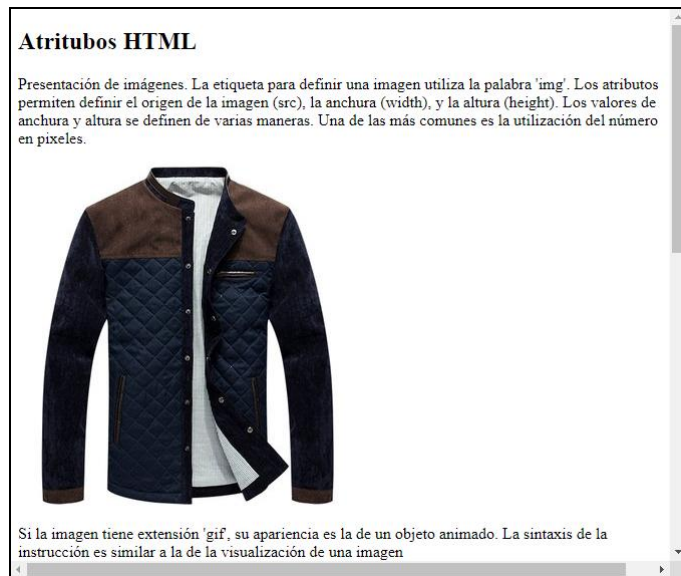 Atritubos HTML
Presentación de imágenes. La etiqueta para definir una imagen utiliza la palabra 'img'. Los atributos
permiten definir el origen de la imagen (src), la anchura (width), y la altura (height). Los valores de
anchura y altura se definen de varias maneras. Una de las más comunes es la utilización del número
en pixeles.
Si la imagen tiene extensión 'gif', su apariencia es la de un objeto animado. La sintaxis de la
instrucción es similar a la de la visualización de una imagen